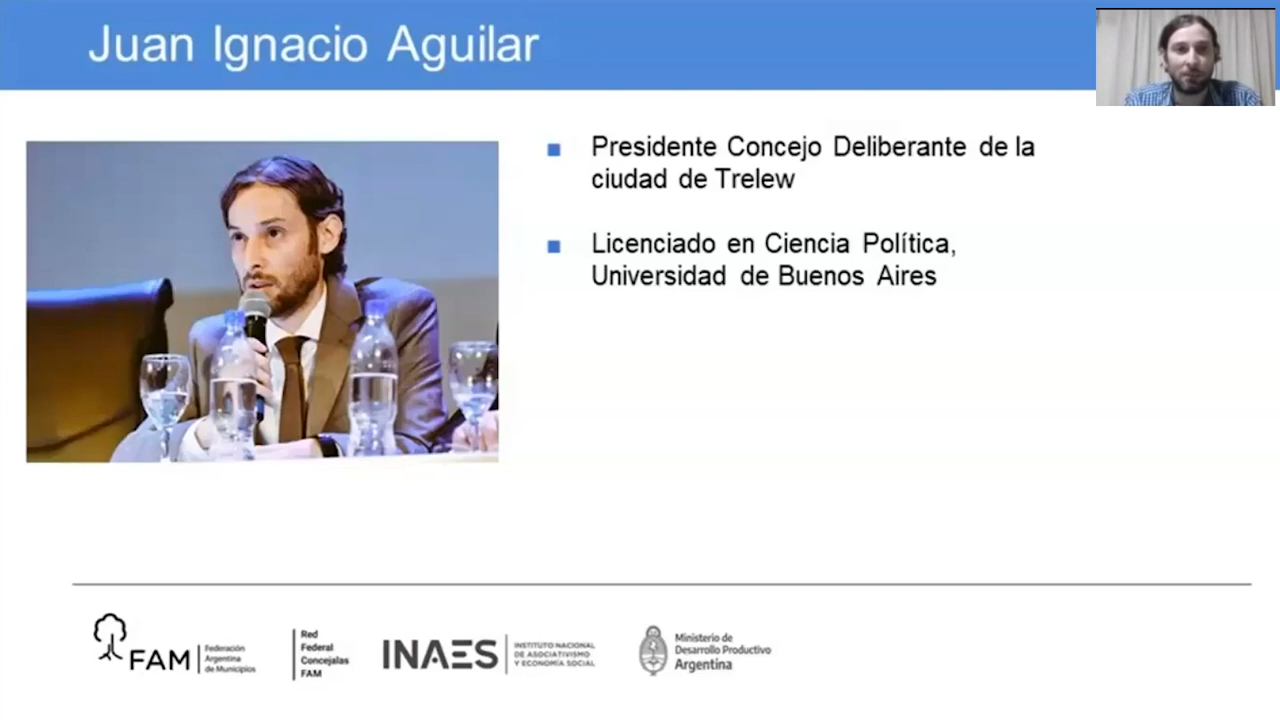 Juan Ignacio Aguilar
Presidente Concejo Deliberante de la
ciudad de Trelew
Licenciado en Ciencia Política,
Universidad de Buenos Aires
FAM
Federación
Argentina
de Municipios
Red
Federal
Concejalas
FAM
INAES
INSTITUTO NACIONAL
DE ASOCIATIVISMO
Y ECONOMÍA SOCIAL
Ministerio de
Desarrollo Productivo
Argentina